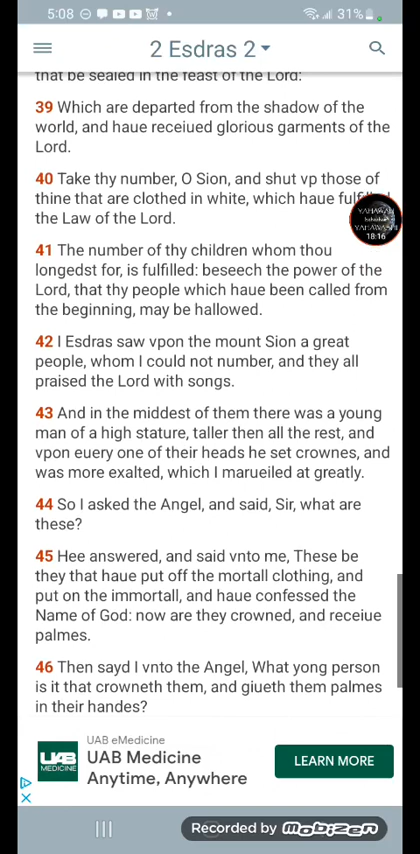 5:08 31%
2 Esdras 2
that be sealed in the feast of the Lord:
39 Which are departed from the shadow of the
world, and haue receiued glorious garments of the
Lord.
40 Take thy number, O Sion, and shut vp those of
thine that are clothed in white, which haue fulfilled
the Law of the Lord.
YAHAWAH
YAHAWASHI
18:16
41 The number of thy children whom thou
longedst for, is fulfilled: beseech the power of the
Lord, that thy people which haue been called from
the beginning, may be hallowed.
42 I Esdras saw vpon the mount Sion a great
people, whom I could not number, and they all
praised the Lord with songs.
43 And in the middest of them there was a young
man of a high stature, taller then all the rest, and
vpon euery one of their heads he set crownes, and
was more exalted, which I marueiled at greatly.
44 So I asked the Angel, and said, Sir, what are
these?
45 Hee answered, and said vnto me, These be
they that haue put off the mortall clothing, and
put on the immortall, and haue confessed the
Name of God: now are they crowned, and receiue
palmes.
46 Then sayd I vnto the Angel, What yong person
is it that crowneth them, and giueth them palmes
in their handes?
UAB eMedicine
UAB MEDICINE
UAB Medicine
Anytime, Anywhere
LEARN MORE
Recorded by mobizen